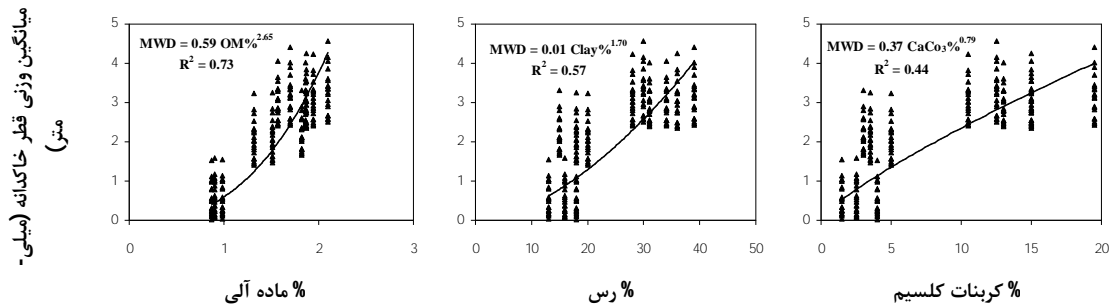 میانگین وزنی قطر خاکدانه (میلی-
متر)
5
4
3
2
1
0
MWD = 0.59 OM%^2.65
R^2 = 0.73
0 1 2 3
% ماده آلی
5
4
3
2
1
0
MWD = 0.01 Clay%^1.70
R^2 = 0.57
0 10 20 30 40 50
% رس
5
4
3
2
1
0
MWD = 0.37 CaCo₃%^0.79
R^2 = 0.44
0 5 10 15 20
% کربنات کلسیم